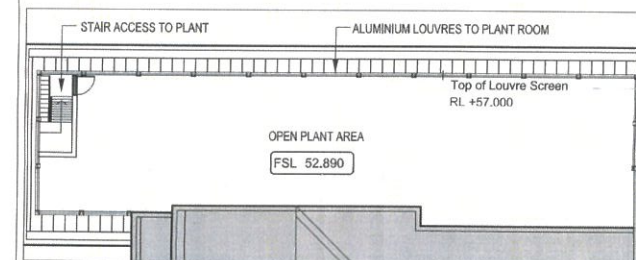 STAIR ACCESS TO PLANT
ALUMINIUM LOUVRES TO PLANT ROOM
Top of Louvre Screen
RL +57.000
OPEN PLANT AREA
FSL 52.890